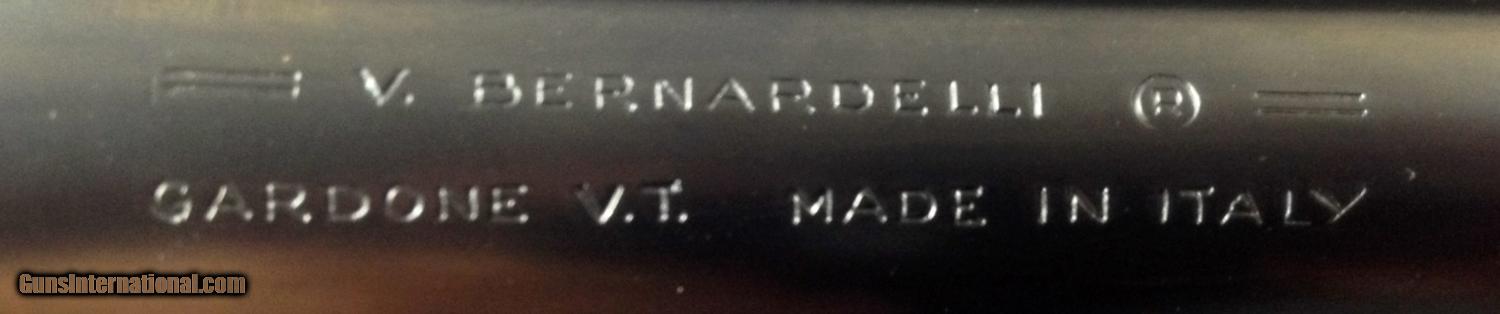 V. BERNARDELLI ®
GARDONE V.T. MADE IN ITALY
GunsInternational.com